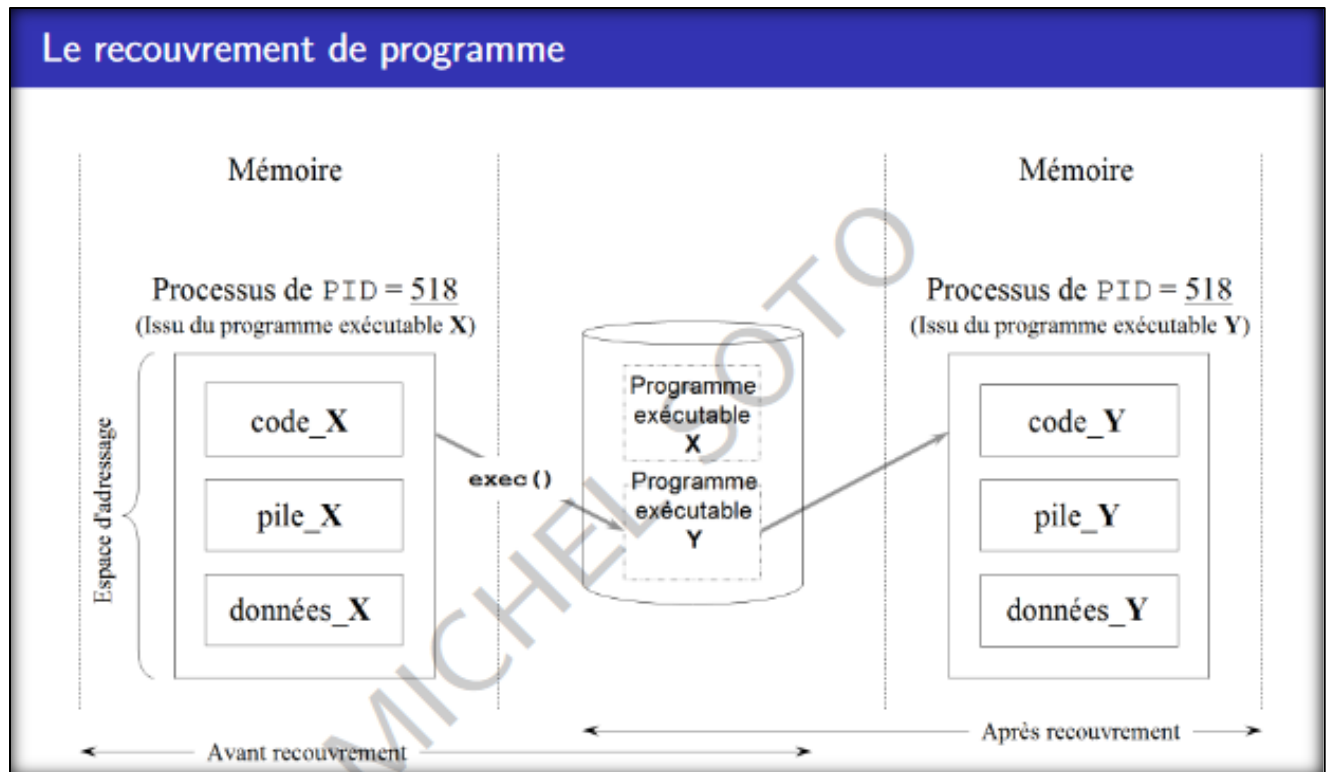 Le recouvrement de programme
Mémoire
Mémoire
Processus de PID = 518
(Issu du programme exécutable X)
Processus de PID = 518
(Issu du programme exécutable Y)
Espace d'adressage
code_X
pile_X
données_X
exec()
Programme
exécutable
X
Programme
exécutable
Y
code_Y
pile_Y
données_Y
Avant recouvrement
Après recouvrement
MICHEL SOTO